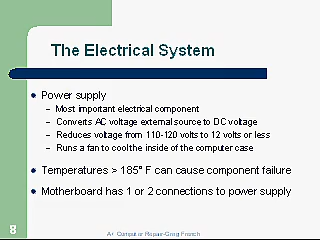 The Electrical System
Power supply
– Most important electrical component
– Converts AC voltage external source to DC voltage
– Reduces voltage from 110-120 volts to 12 volts or less
– Runs a fan to cool the inside of the computer case
Temperatures > 185° F can cause component failure
Motherboard has 1 or 2 connections to power supply
8
A+ Computer Repair-Greg French